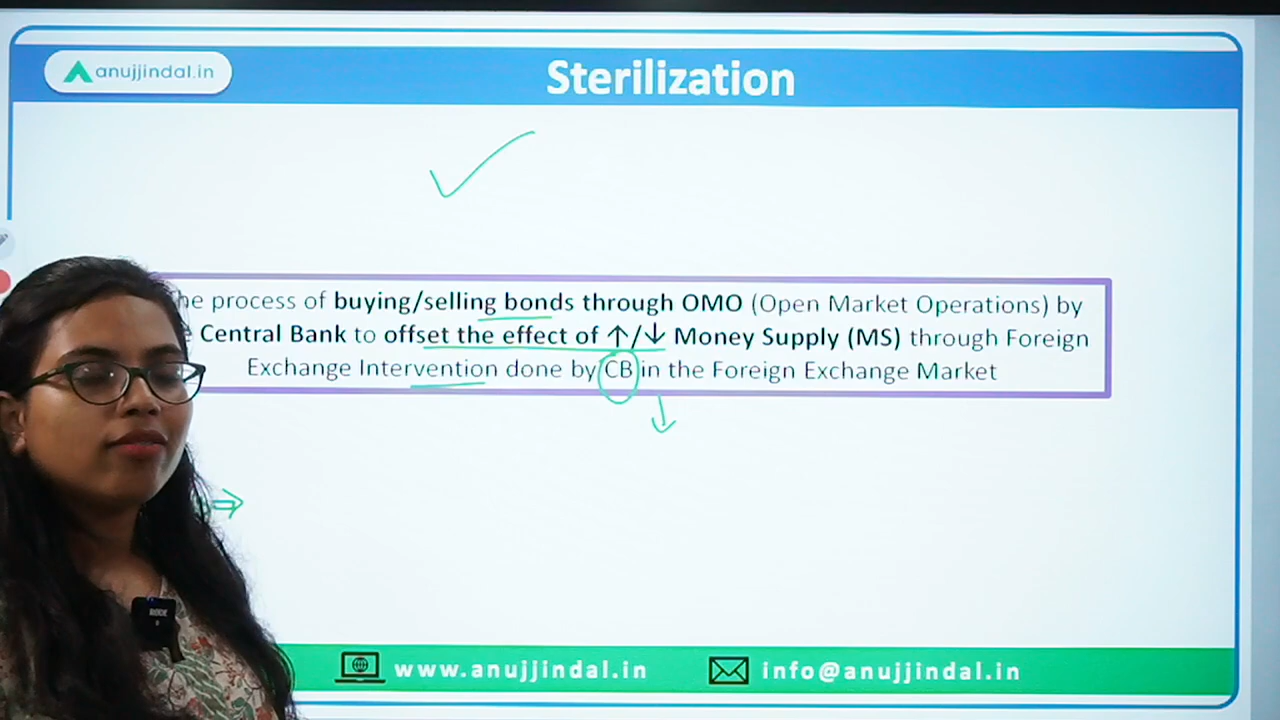 anujjindal.in
Sterilization
he process of buying/selling bonds through OMO (Open Market Operations) by
e Central Bank to offset the effect of ↑/↓ Money Supply (MS) through Foreign
Exchange Intervention done by CB in the Foreign Exchange Market
www.anujjindal.in
info@anujjindal.in